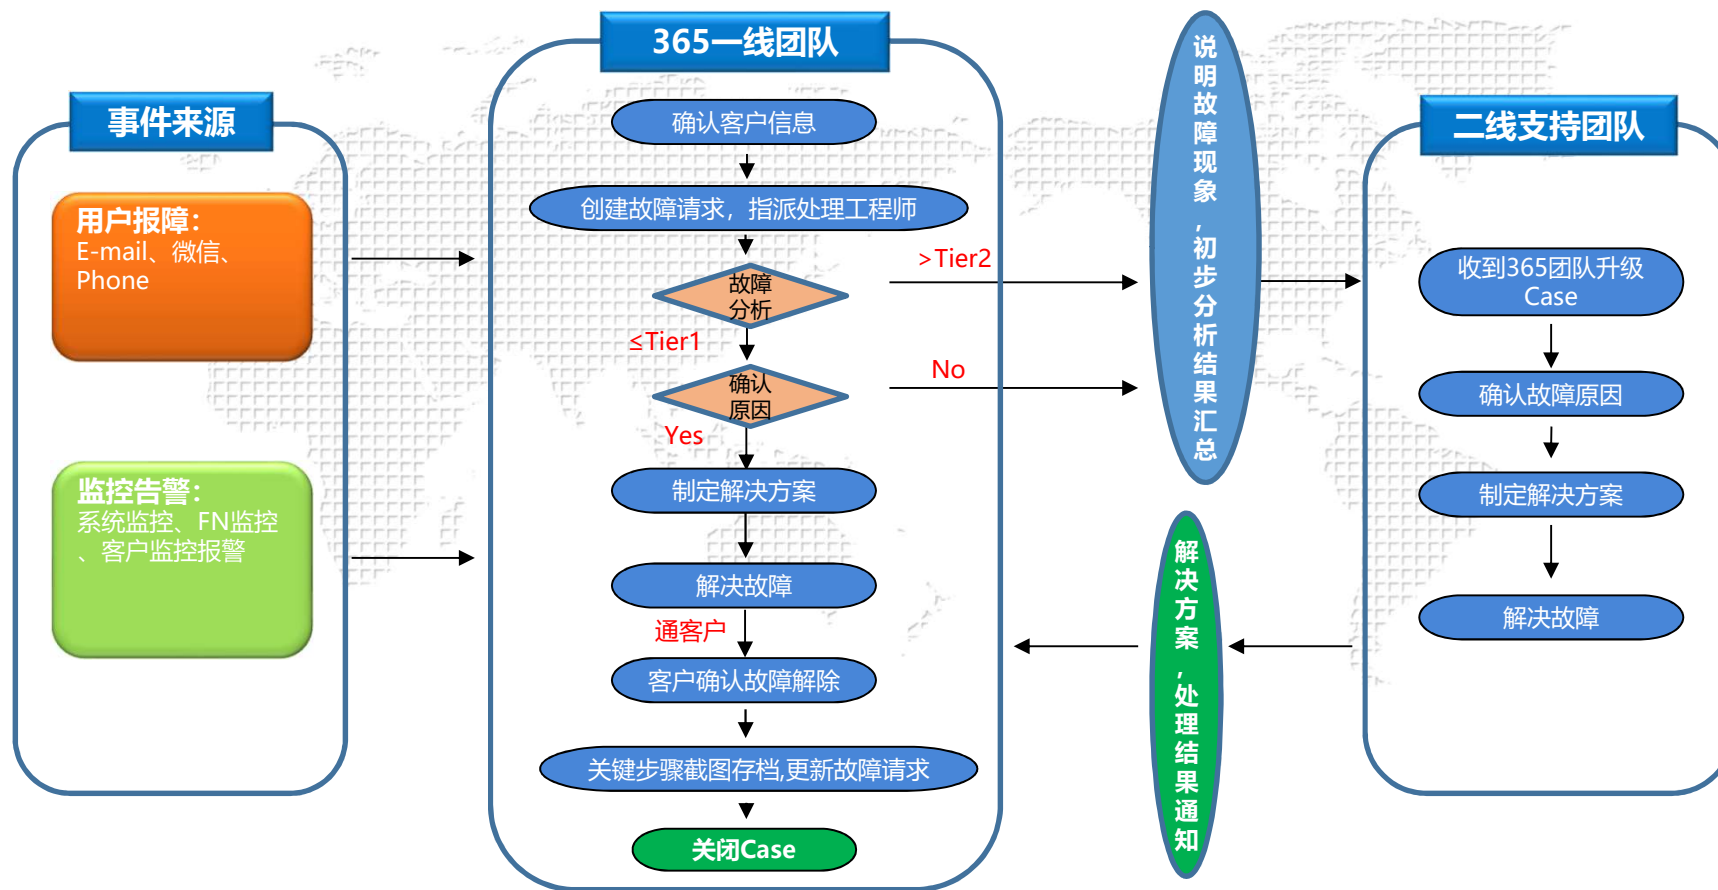 事件来源
用户报障：
E-mail、微信、
Phone
监控告警：
系统监控、FN监控
、客户监控报警
365一线团队
确认客户信息
创建故障请求，指派处理工程师
故障
分析
>Tier2
≤Tier1
确认
原因
No
Yes
制定解决方案
解决故障
通客户
客户确认故障解除
关键步骤截图存档,更新故障请求
关闭Case
说明故障现象，初步分析结果汇总
解决方案，处理结果通知
二线支持团队
收到365团队升级
Case
确认故障原因
制定解决方案
解决故障